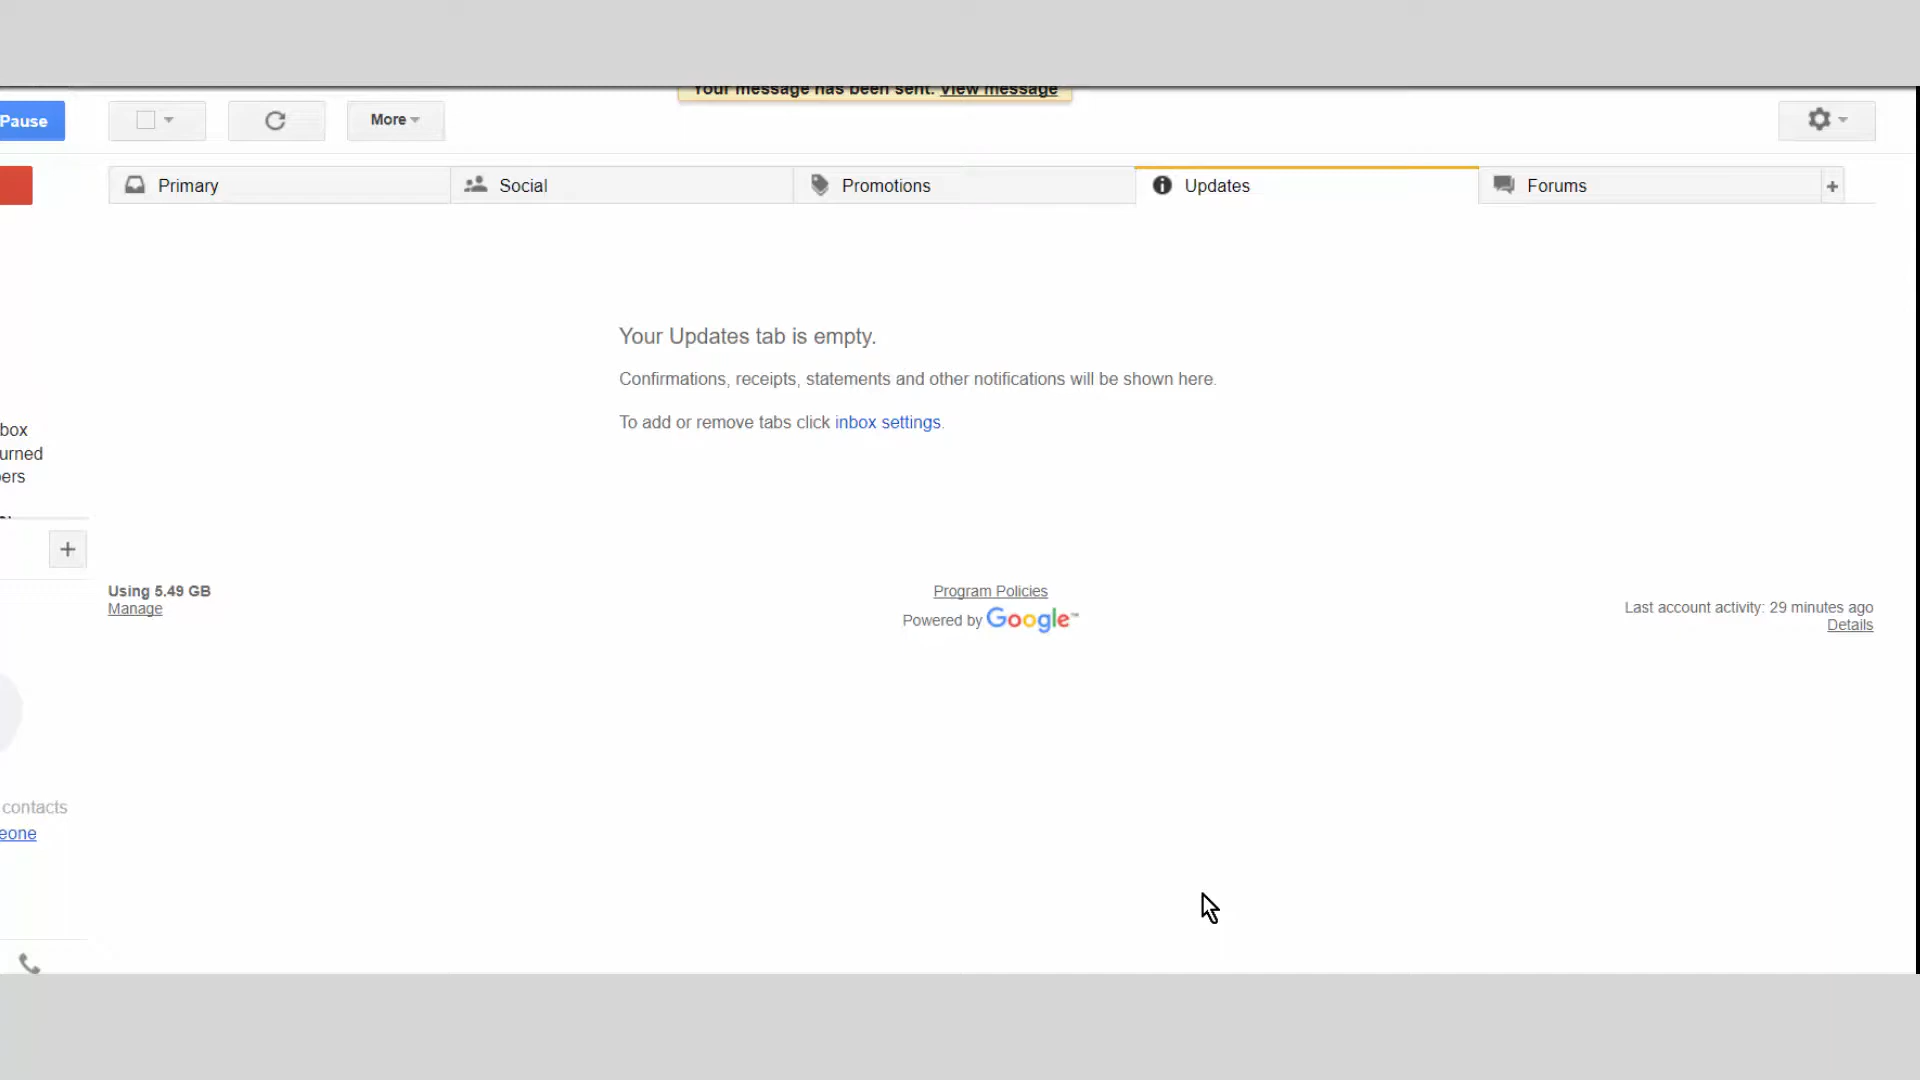 Your message has been sent. View message
Pause
More
Primary
Social
Promotions
Updates
Forums
Your Updates tab is empty.
Confirmations, receipts, statements and other notifications will be shown here.
To add or remove tabs click inbox settings.
box
urned
ers
Using 5.49 GB
Manage
Program Policies
Powered by Google™
Last account activity: 29 minutes ago
Details
contacts
eone